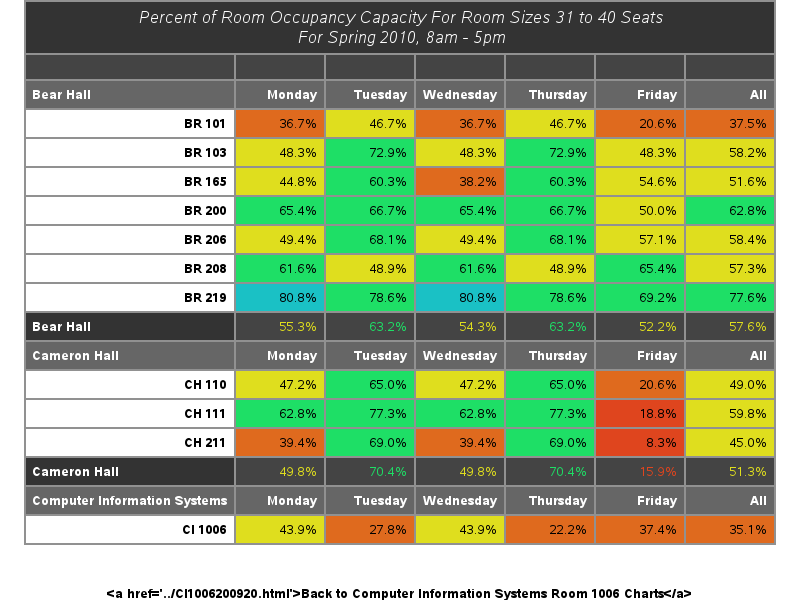 Percent of Room Occupancy Capacity For Room Sizes 31 to 40 Seats
For Spring 2010, 8am - 5pm
Bear Hall Monday Tuesday Wednesday Thursday Friday All
BR 101 36.7% 46.7% 36.7% 46.7% 20.6% 37.5%
BR 103 48.3% 72.9% 48.3% 72.9% 48.3% 58.2%
BR 165 44.8% 60.3% 38.2% 60.3% 54.6% 51.6%
BR 200 65.4% 66.7% 65.4% 66.7% 50.0% 62.8%
BR 206 49.4% 68.1% 49.4% 68.1% 57.1% 58.4%
BR 208 61.6% 48.9% 61.6% 48.9% 65.4% 57.3%
BR 219 80.8% 78.6% 80.8% 78.6% 69.2% 77.6%
Bear Hall 55.3% 63.2% 54.3% 63.2% 52.2% 57.6%
Cameron Hall Monday Tuesday Wednesday Thursday Friday All
CH 110 47.2% 65.0% 47.2% 65.0% 20.6% 49.0%
CH 111 62.8% 77.3% 62.8% 77.3% 18.8% 59.8%
CH 211 39.4% 69.0% 39.4% 69.0% 8.3% 45.0%
Cameron Hall 49.8% 70.4% 49.8% 70.4% 15.9% 51.3%
Computer Information Systems Monday Tuesday Wednesday Thursday Friday All
CI 1006 43.9% 27.8% 43.9% 22.2% 37.4% 35.1%
<a href='../CI1006200920.html'>Back to Computer Information Systems Room 1006 Charts</a>